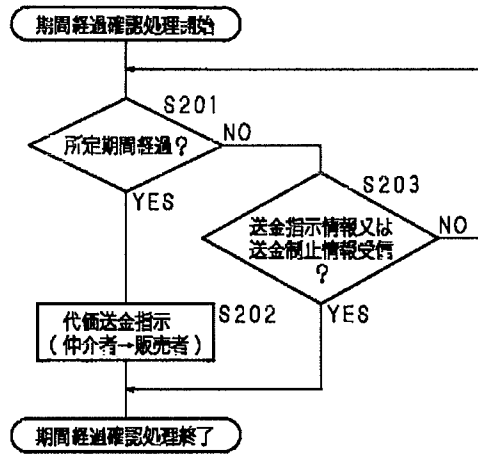 期間経過確認処理開始
S201
所定期間経過？
NO
YES
S203
送金指示情報又は
送金制止情報受信
？
NO
YES
S202
代価送金指示
（仲介者→販売者）
期間経過確認処理終了